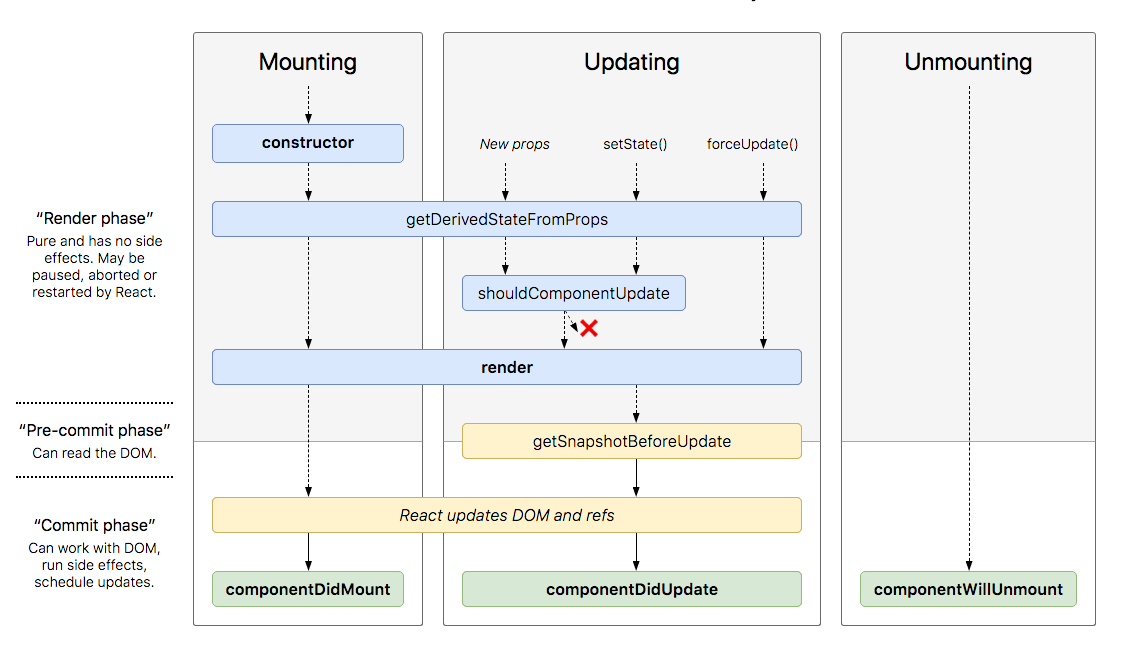 Mounting
Updating
Unmounting
constructor
New props
setState()
forceUpdate()
“Render phase”
Pure and has no side
effects. May be
paused, aborted or
restarted by React.
getDerivedStateFromProps
shouldComponentUpdate
render
“Pre-commit phase”
Can read the DOM.
getSnapshotBeforeUpdate
“Commit phase”
Can work with DOM,
run side effects,
schedule updates.
React updates DOM and refs
componentDidMount
componentDidUpdate
componentWillUnmount